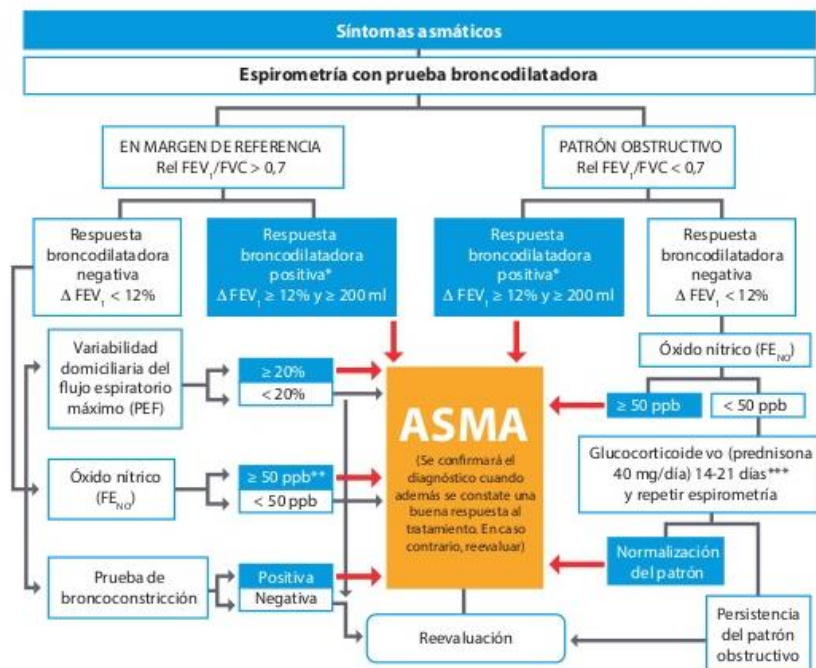 Síntomas asmáticos
Espirometría con prueba broncodilatadora
EN MARGEN DE REFERENCIA
Rel FEV₁/FVC > 0,7
PATRÓN OBSTRUCTIVO
Rel FEV₁/FVC < 0,7
Respuesta
broncodilatadora
negativa
Δ FEV₁ < 12%
Respuesta
broncodilatadora
positiva*
Δ FEV₁ ≥ 12% y ≥ 200 ml
Respuesta
broncodilatadora
positiva*
Δ FEV₁ ≥ 12% y ≥ 200 ml
Respuesta
broncodilatadora
negativa
Δ FEV₁ < 12%
Variabilidad
domiciliaria del
flujo espiratorio
máximo (PEF)
≥ 20%
< 20%
Óxido nítrico
(FENO)
≥ 50 ppb**
< 50 ppb
Prueba de
broncoconstricción
Positiva
Negativa
ASMA
(Se confirmará el
diagnóstico cuando
además se constate una
buena respuesta al
tratamiento. En caso
contrario, reevaluar)
Óxido nítrico (FENO)
≥ 50 ppb
< 50 ppb
Glucocorticoide vo (prednisona
40 mg/día) 14-21 días***
y repetir espirometría
Normalización
del patrón
Persistencia
del patrón
obstructivo
Reevaluación